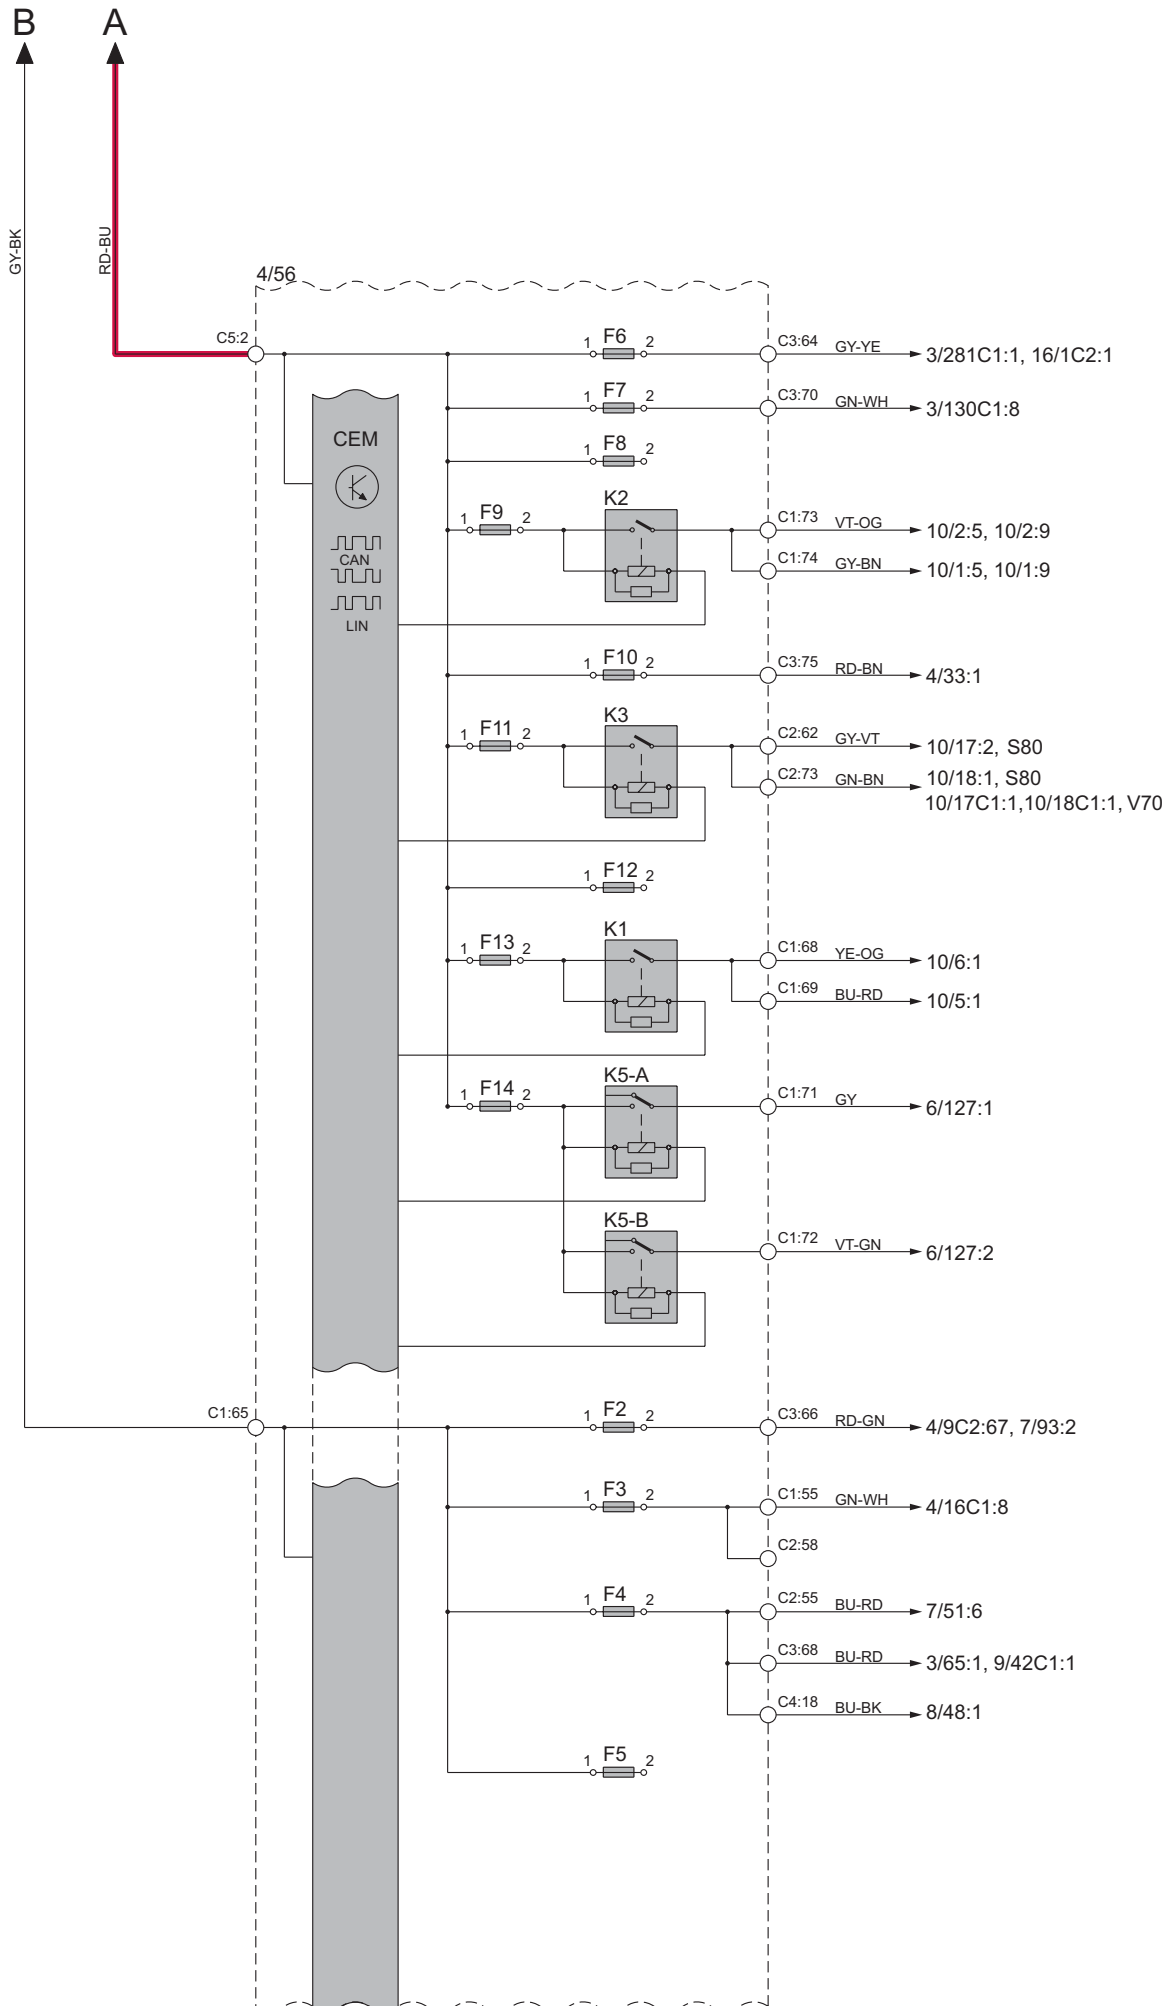 B A
GY-BK
RD-BU
4/56
C5:2
1 F6 2 C3:64 GY-YE 3/281C1:1, 16/1C2:1
1 F7 2 C3:70 GN-WH 3/130C1:8
CEM
1 F8 2
K2
1 F9 2 C1:73 VT-OG 10/2:5, 10/2:9
CAN
C1:74 GY-BN 10/1:5, 10/1:9
LIN
1 F10 2 C3:75 RD-BN 4/33:1
K3
1 F11 2 C2:62 GY-VT 10/17:2, S80
C2:73 GN-BN 10/18:1, S80
10/17C1:1,10/18C1:1, V70
1 F12 2
K1
1 F13 2 C1:68 YE-OG 10/6:1
C1:69 BU-RD 10/5:1
K5-A
1 F14 2 C1:71 GY 6/127:1
K5-B
C1:72 VT-GN 6/127:2
C1:65
1 F2 2 C3:66 RD-GN 4/9C2:67, 7/93:2
1 F3 2 C1:55 GN-WH 4/16C1:8
C2:58
1 F4 2 C2:55 BU-RD 7/51:6
C3:68 BU-RD 3/65:1, 9/42C1:1
C4:18 BU-BK 8/48:1
1 F5 2